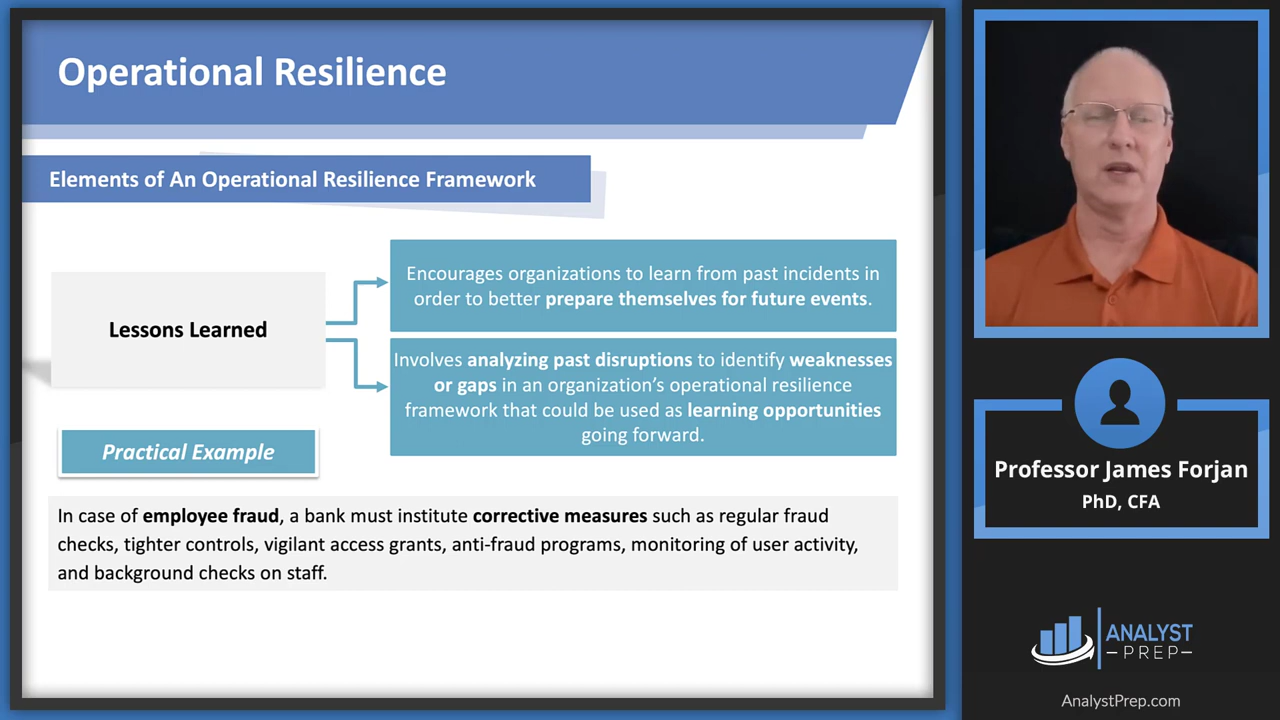 Operational Resilience
Elements of An Operational Resilience Framework
Lessons Learned
Encourages organizations to learn from past incidents in
order to better prepare themselves for future events.
Involves analyzing past disruptions to identify weaknesses
or gaps in an organization’s operational resilience
framework that could be used as learning opportunities
going forward.
Practical Example
In case of employee fraud, a bank must institute corrective measures such as regular fraud
checks, tighter controls, vigilant access grants, anti-fraud programs, monitoring of user activity,
and background checks on staff.
Professor James Forjan
PhD, CFA
ANALYST
PREP
AnalystPrep.com